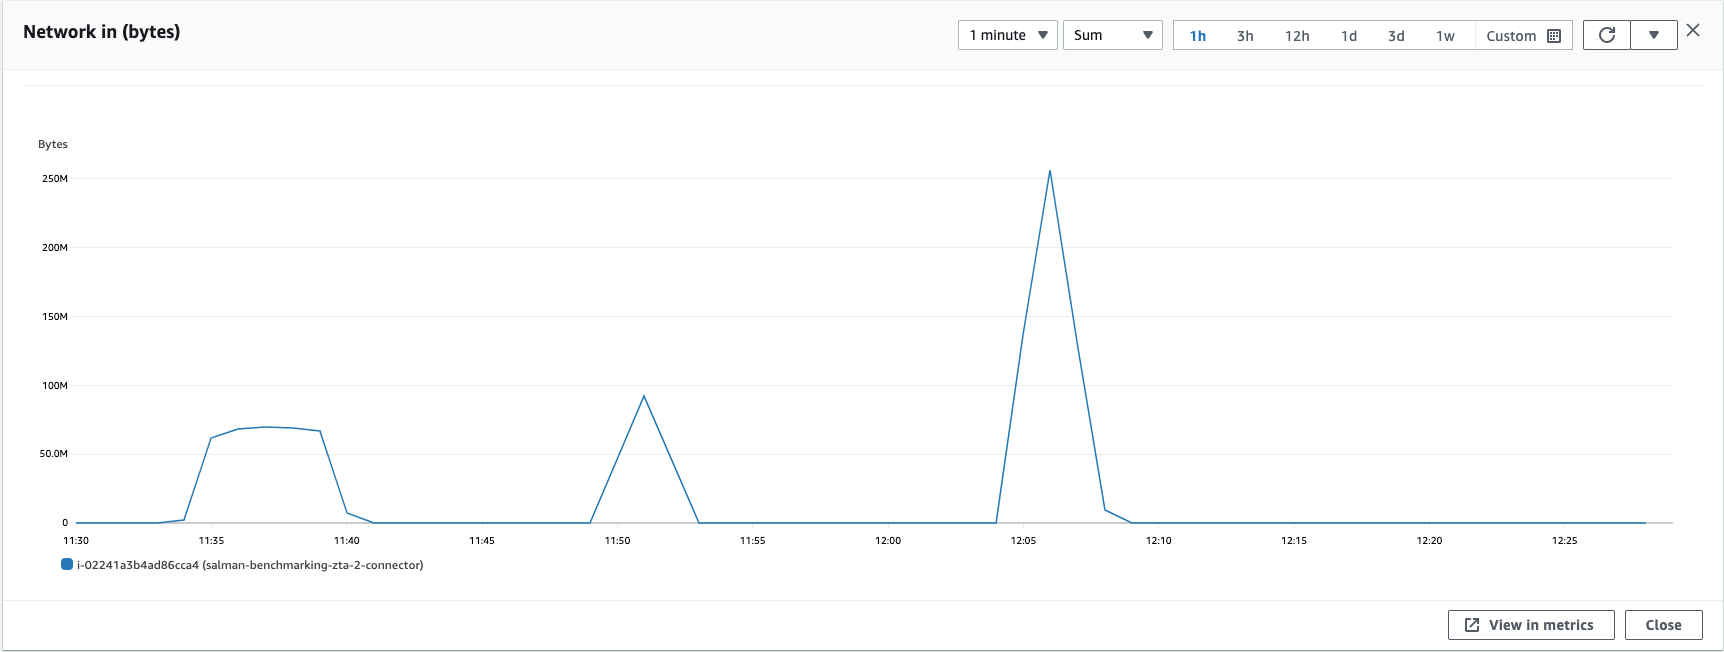 Network in (bytes)
1 minute Sum 1h 3h 12h 1d 3d 1w Custom
Bytes
250M
200M
150M
100M
50.0M
0
11:30 11:35 11:40 11:45 11:50 11:55 12:00 12:05 12:10 12:15 12:20 12:25
i-02241a3b4ad86cca4 (salman-benchmarking-zta-2-connector)
View in metrics Close